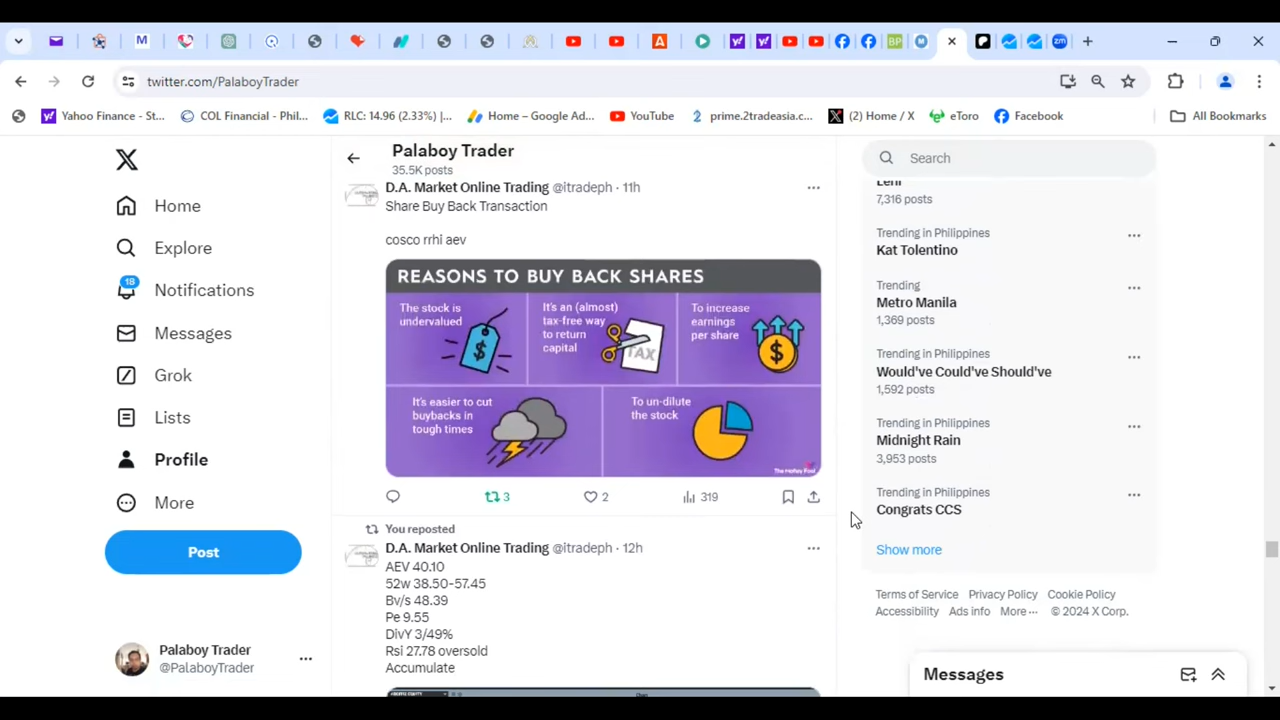 twitter.com/PalaboyTrader
Yahoo Finance - St...
COL Financial - Phil...
RLC: 14.96 (2.33%) |...
Home – Google Ad...
YouTube
prime.2tradeasia.co...
(2) Home / X
eToro
Facebook
All Bookmarks
Home
Explore
18
Notifications
Messages
Grok
Lists
Profile
More
Post
Palaboy Trader
@PalaboyTrader
Palaboy Trader
35.5K posts
D.A. Market Online Trading @itradeph · 11h
Share Buy Back Transaction
cosco rrhi aev
REASONS TO BUY BACK SHARES
The stock is
undervalued
It's an (almost)
tax-free way
to return
capital
TAX
To increase
earnings
per share
It's easier to cut
buybacks in
tough times
To un-dilute
the stock
The Motley Fool
3
2
319
You reposted
D.A. Market Online Trading @itradeph · 12h
AEV 40.10
52w 38.50-57.45
Bv/s 48.39
Pe 9.55
DivY 3/49%
Rsi 27.78 oversold
Accumulate
Search
Leni
7,316 posts
Trending in Philippines
Kat Tolentino
Trending
Metro Manila
1,369 posts
Trending in Philippines
Would've Could've Should've
1,592 posts
Trending in Philippines
Midnight Rain
3,953 posts
Trending in Philippines
Congrats CCS
Show more
Terms of Service Privacy Policy Cookie Policy
Accessibility Ads info More ··· © 2024 X Corp.
Messages